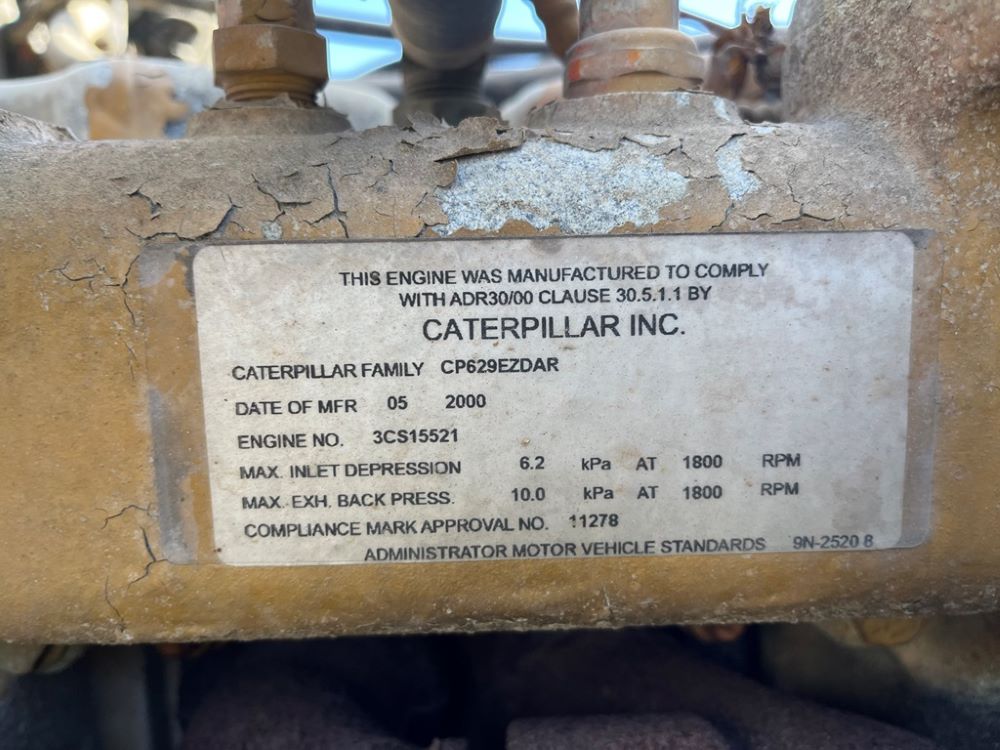 THIS ENGINE WAS MANUFACTURED TO COMPLY
WITH ADR30/00 CLAUSE 30.5.1.1 BY
CATERPILLAR INC.
CATERPILLAR FAMILY CP629EZDAR
DATE OF MFR 05 2000
ENGINE NO. 3CS15521
MAX. INLET DEPRESSION 6.2 kPa AT 1800 RPM
MAX. EXH. BACK PRESS. 10.0 kPa AT 1800 RPM
COMPLIANCE MARK APPROVAL NO. 11278
ADMINISTRATOR MOTOR VEHICLE STANDARDS 9N-2520 8